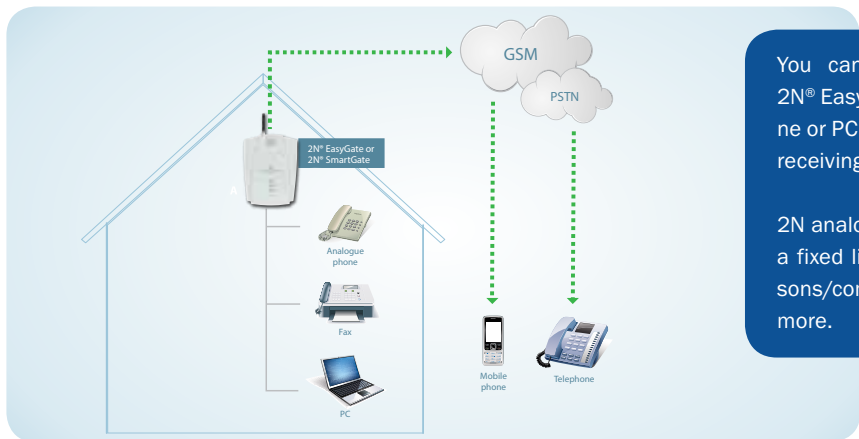 GSM
PSTN
2N® EasyGate or
2N® SmartGate
Analogue
phone
Fax
PC
Mobile
phone
Telephone
You can
2N® Easy
ne or PC
receiving
2N analo
a fixed li
sons/con
more.